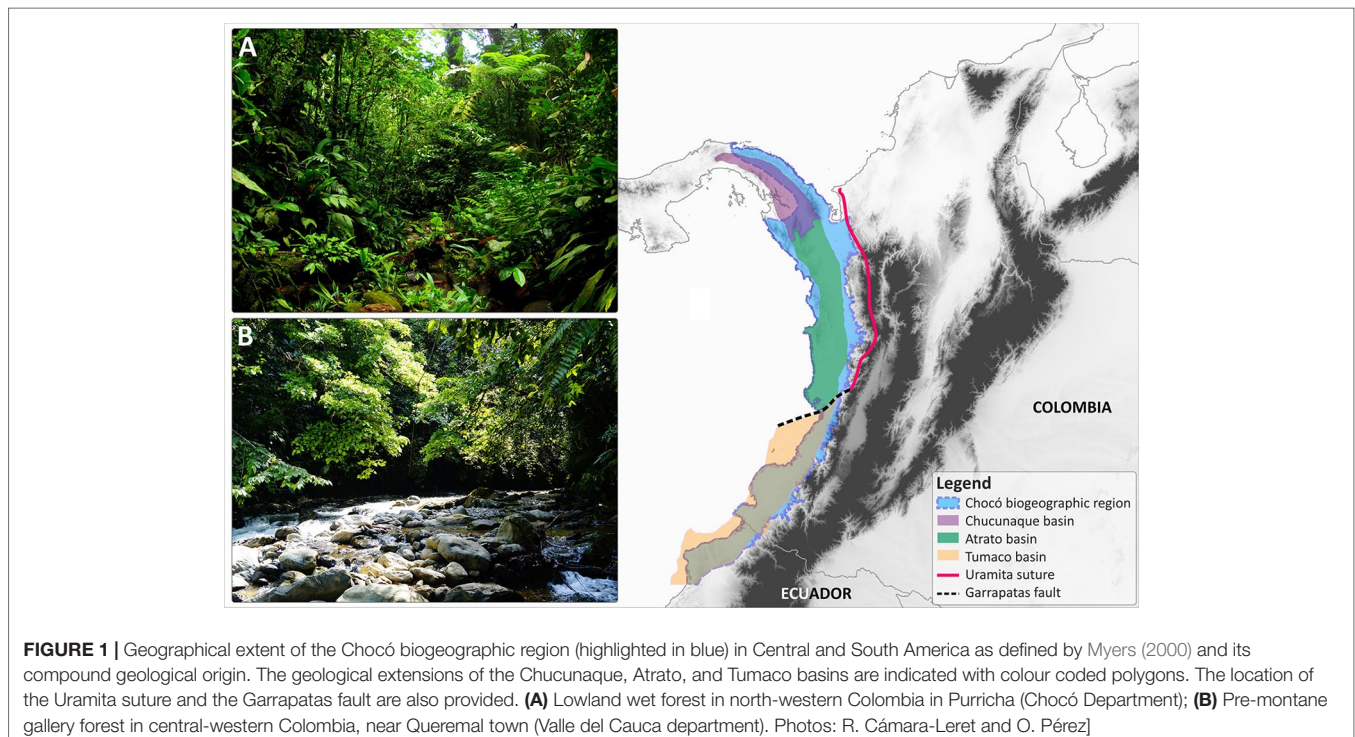 A
B
COLOMBIA
ECUADOR
Legend
Chocó biogeographic region
Chucunaque basin
Atrato basin
Tumaco basin
Uramita suture
Garrapatas fault
FIGURE 1 | Geographical extent of the Chocó biogeographic region (highlighted in blue) in Central and South America as defined by Myers (2000) and its
compound geological origin. The geological extensions of the Chucunaque, Atrato, and Tumaco basins are indicated with colour coded polygons. The location of
the Uramita suture and the Garrapatas fault are also provided. (A) Lowland wet forest in north-western Colombia in Purricha (Chocó Department); (B) Pre-montane
gallery forest in central-western Colombia, near Queremal town (Valle del Cauca department). Photos: R. Cámara-Leret and O. Pérez]